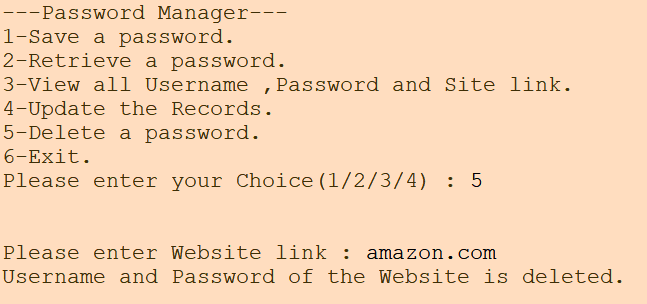 ---Password Manager---
1-Save a password.
2-Retrieve a password.
3-View all Username ,Password and Site link.
4-Update the Records.
5-Delete a password.
6-Exit.
Please enter your Choice(1/2/3/4) : 5
Please enter Website link : amazon.com
Username and Password of the Website is deleted.